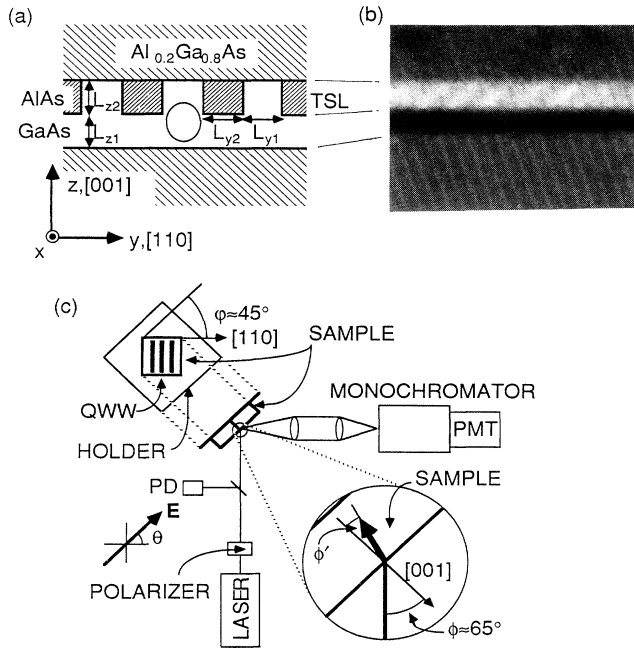 (a)
Al0.2Ga0.8As
AlAs
Lz2
TSL
GaAs
Lz1
Ly2
Ly1
z,[001]
x
y,[110]
(b)
(c)
φ≈45°
[110]
SAMPLE
QWW
HOLDER
MONOCHROMATOR
PMT
PD
SAMPLE
E
θ
ϕ'
[001]
POLARIZER
LASER
ϕ≈65°